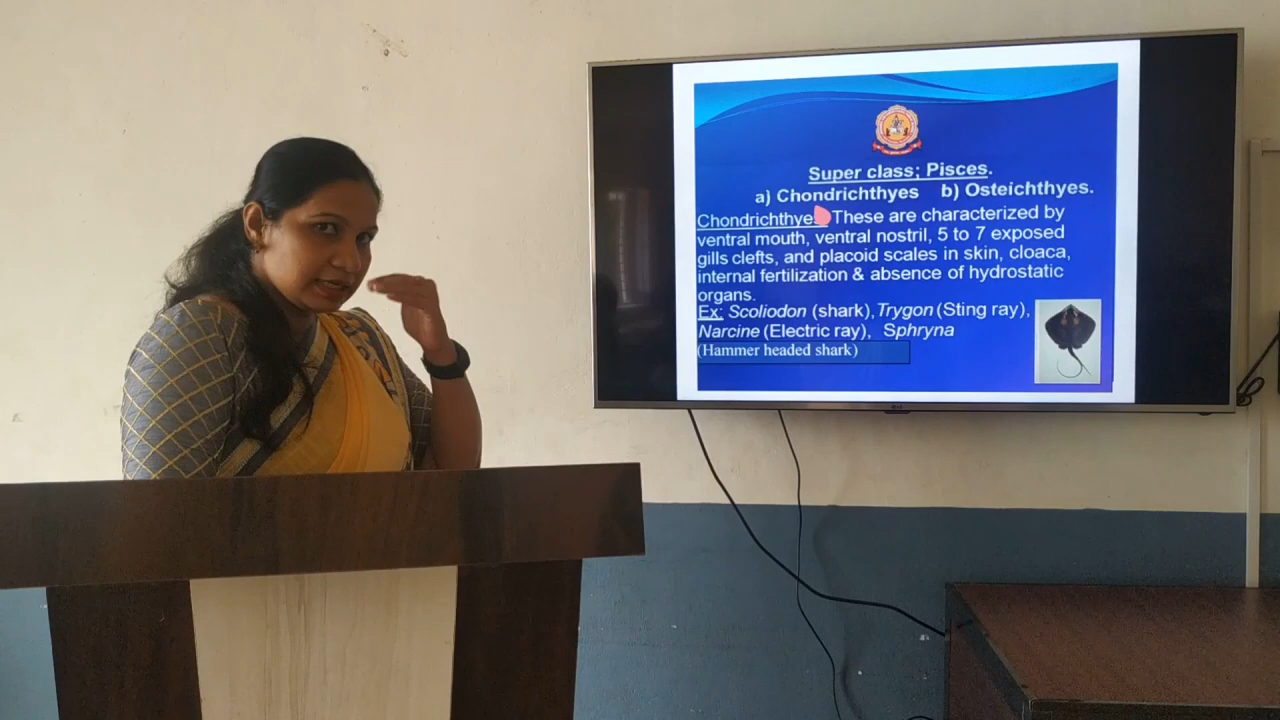 Super class; Pisces.
a) Chondrichthyes b) Osteichthyes.
Chondrichthyes These are characterized by
ventral mouth, ventral nostril, 5 to 7 exposed
gills clefts, and placoid scales in skin, cloaca,
internal fertilization & absence of hydrostatic
organs.
Ex: Scoliodon (shark), Trygon (Sting ray),
Narcine (Electric ray), Sphryna
(Hammer headed shark)